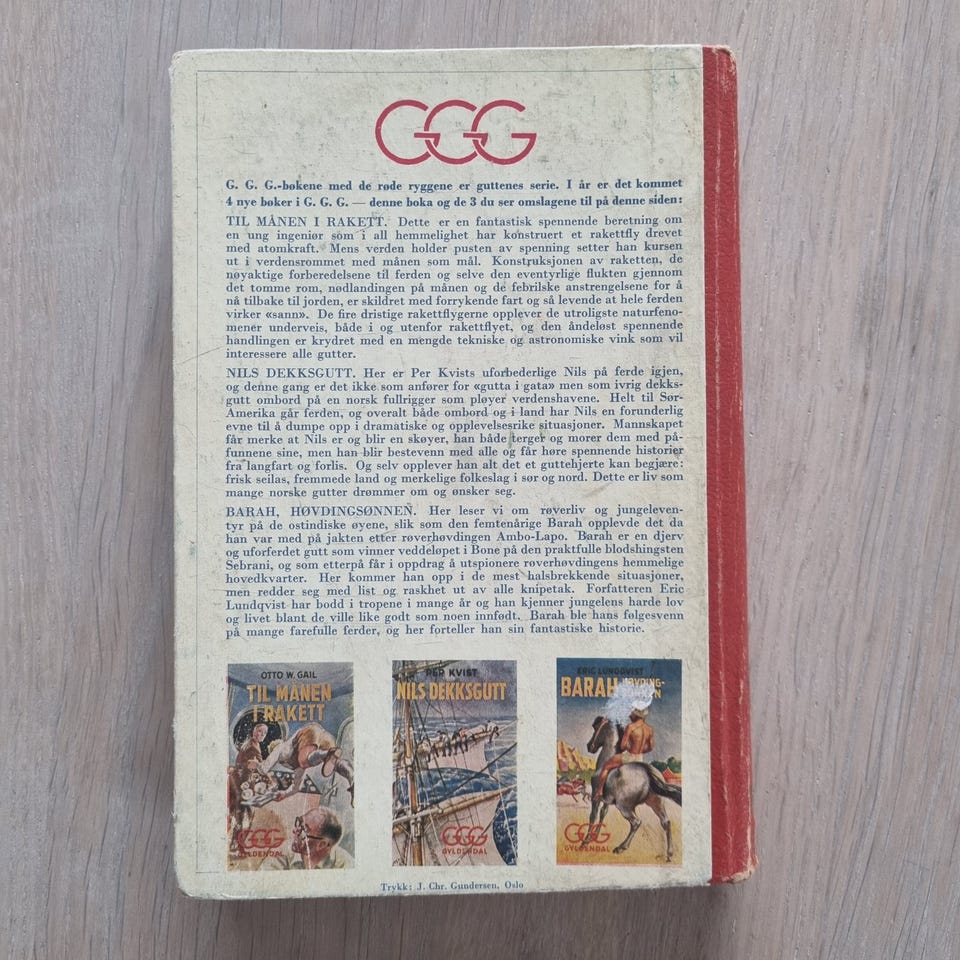 GGG
G. G. G.-bøkene med de røde ryggene er guttenes serie. I år er det kommet
4 nye bøker i G. G. G. — denne boka og de 3 du ser omslagene til på denne siden:
TIL MÅNEN I RAKETT. Dette er en fantastisk spennende beretning om
en ung ingeniør som i all hemmelighet har konstruert et rakettfly drevet
med atomkraft. Mens verden holder pusten av spenning setter han kursen
ut i verdensrommet med månen som mål. Konstruksjonen av raketten, de
nøyaktige forberedelsene til ferden og selve den eventyrlige flukten gjennom
det tomme rom, nødlandingen på månen og de febrilske anstrengelsene for å
nå tilbake til jorden, er skildret med forrykende fart og så levende at hele ferden
virker «sann». De fire dristige rakettflygerne opplever de utroligste naturfeno-
mener underveis, både i og utenfor rakettflyet, og den åndeløst spennende
handlingen er krydret med en mengde tekniske og astronomiske vink som vil
interessere alle gutter.
NILS DEKKSGUTT. Her er Per Kvists uforbederlige Nils på ferde igjen,
og denne gang er det ikke som anfører for «gutta i gata» men som ivrig dekks-
gutt ombord på en norsk fullrigger som pløyer verdenshavene. Helt til Sør-
Amerika går ferden, og overalt både ombord og i land har Nils en forunderlig
evne til å dumpe opp i dramatiske og opplevelsesrike situasjoner. Mannskapet
får merke at Nils er og blir en skøyer, han både terget og morer dem med på-
funnene sine, men han blir bestevenn med alle og får høre spennende historier
fra langfart og forlis. Og selv opplever han alt det et guttehjerte kan begjære:
frisk seilas, fremmede land og merkelige folkeslag i sør og nord. Dette er liv som
mange norske gutter drømmer om og ønsker seg.
BARAH, HØVDINGSØNNEN. Her leser vi om røverliv og jungeleven-
tyr på de ostindiske øyene, slik som den femtenårige Barah opplevde det da
han var med på jakten etter røverhøvdingen Ambo-Lapo. Barah er en djerv
og uforferdet gutt som vinner veddeløpet i Bone på den praktfulle blodshingsten
Sebrani, og som etterpå får i oppdrag å utspionere røverhøvdingens hemmelige
hovedkvarter. Her kommer han opp i de mest halsbrekkende situasjoner,
men redder seg med list og raskhet ut av alle knipetak. Forfatteren Eric
Lundqvist har bodd i tropene i mange år og han kjenner jungelens harde lov
og livet blant de ville like godt som noen innfødt. Barah ble hans følgesvenn
på mange farefulle ferder, og her forteller han sin fantastiske historie.
OTTO W. GAIL
TIL MÅNEN
I RAKETT
GGG
GYLDENDAL
PER KVIST
NILS DEKKSGUTT
GGG
GYLDENDAL
ERIC LUNDQVIST
BARAH HØVDING-
SØNNEN
GGG
GYLDENDAL
Trykk: J. Chr. Gundersen, Oslo